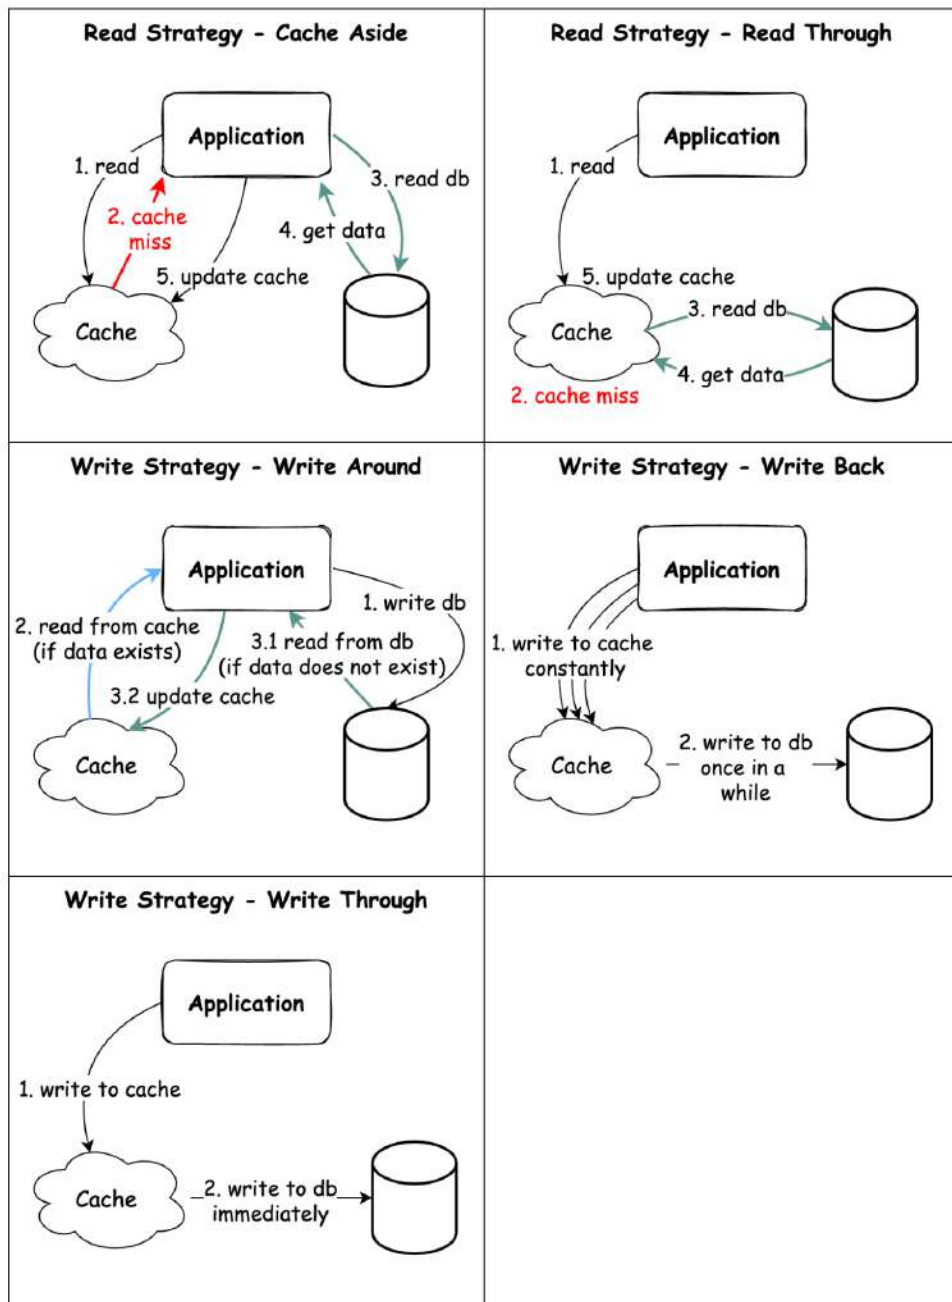 Read Strategy - Cache Aside
Application
1. read
2. cache
miss
3. read db
4. get data
5. update cache
Cache
Read Strategy - Read Through
Application
1. read
5. update cache
Cache
3. read db
4. get data
2. cache miss
Write Strategy - Write Around
Application
1. write db
2. read from cache
(if data exists)
3.1 read from db
(if data does not exist)
3.2 update cache
Cache
Write Strategy - Write Back
Application
1. write to cache
constantly
Cache
2. write to db
once in a
while
Write Strategy - Write Through
Application
1. write to cache
Cache
2. write to db
immediately